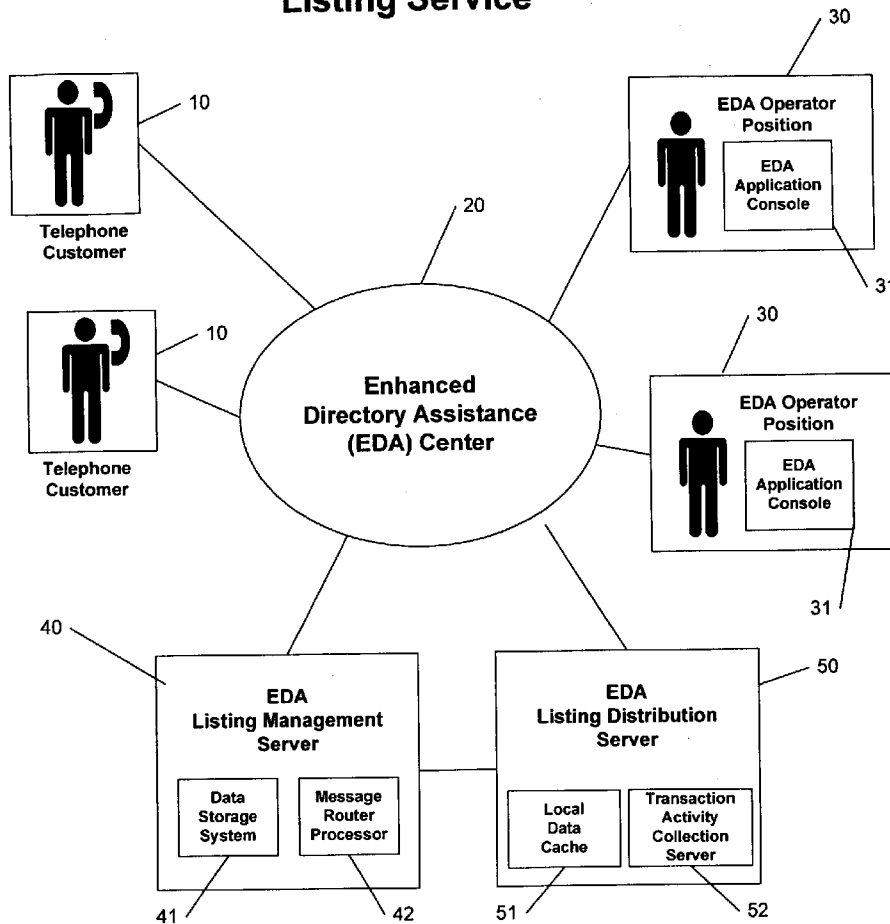 Listing Service
30
10
EDA Operator
Position
EDA
Application
Console
Telephone
Customer
20
31
10
30
Enhanced
Directory Assistance
(EDA) Center
EDA Operator
Position
EDA
Application
Console
Telephone
Customer
31
40
50
EDA
Listing Management
Server
EDA
Listing Distribution
Server
Data
Storage
System
Message
Router
Processor
Local
Data
Cache
Transaction
Activity
Collection
Server
41
42
51
52